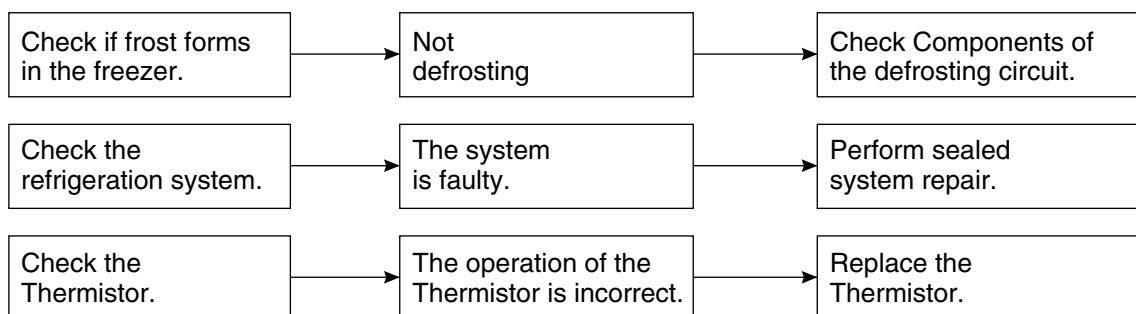 Check if frost forms
in the freezer.
Not
defrosting
Check Components of
the defrosting circuit.
Check the
refrigeration system.
The system
is faulty.
Perform sealed
system repair.
Check the
Thermistor.
The operation of the
Thermistor is incorrect.
Replace the
Thermistor.